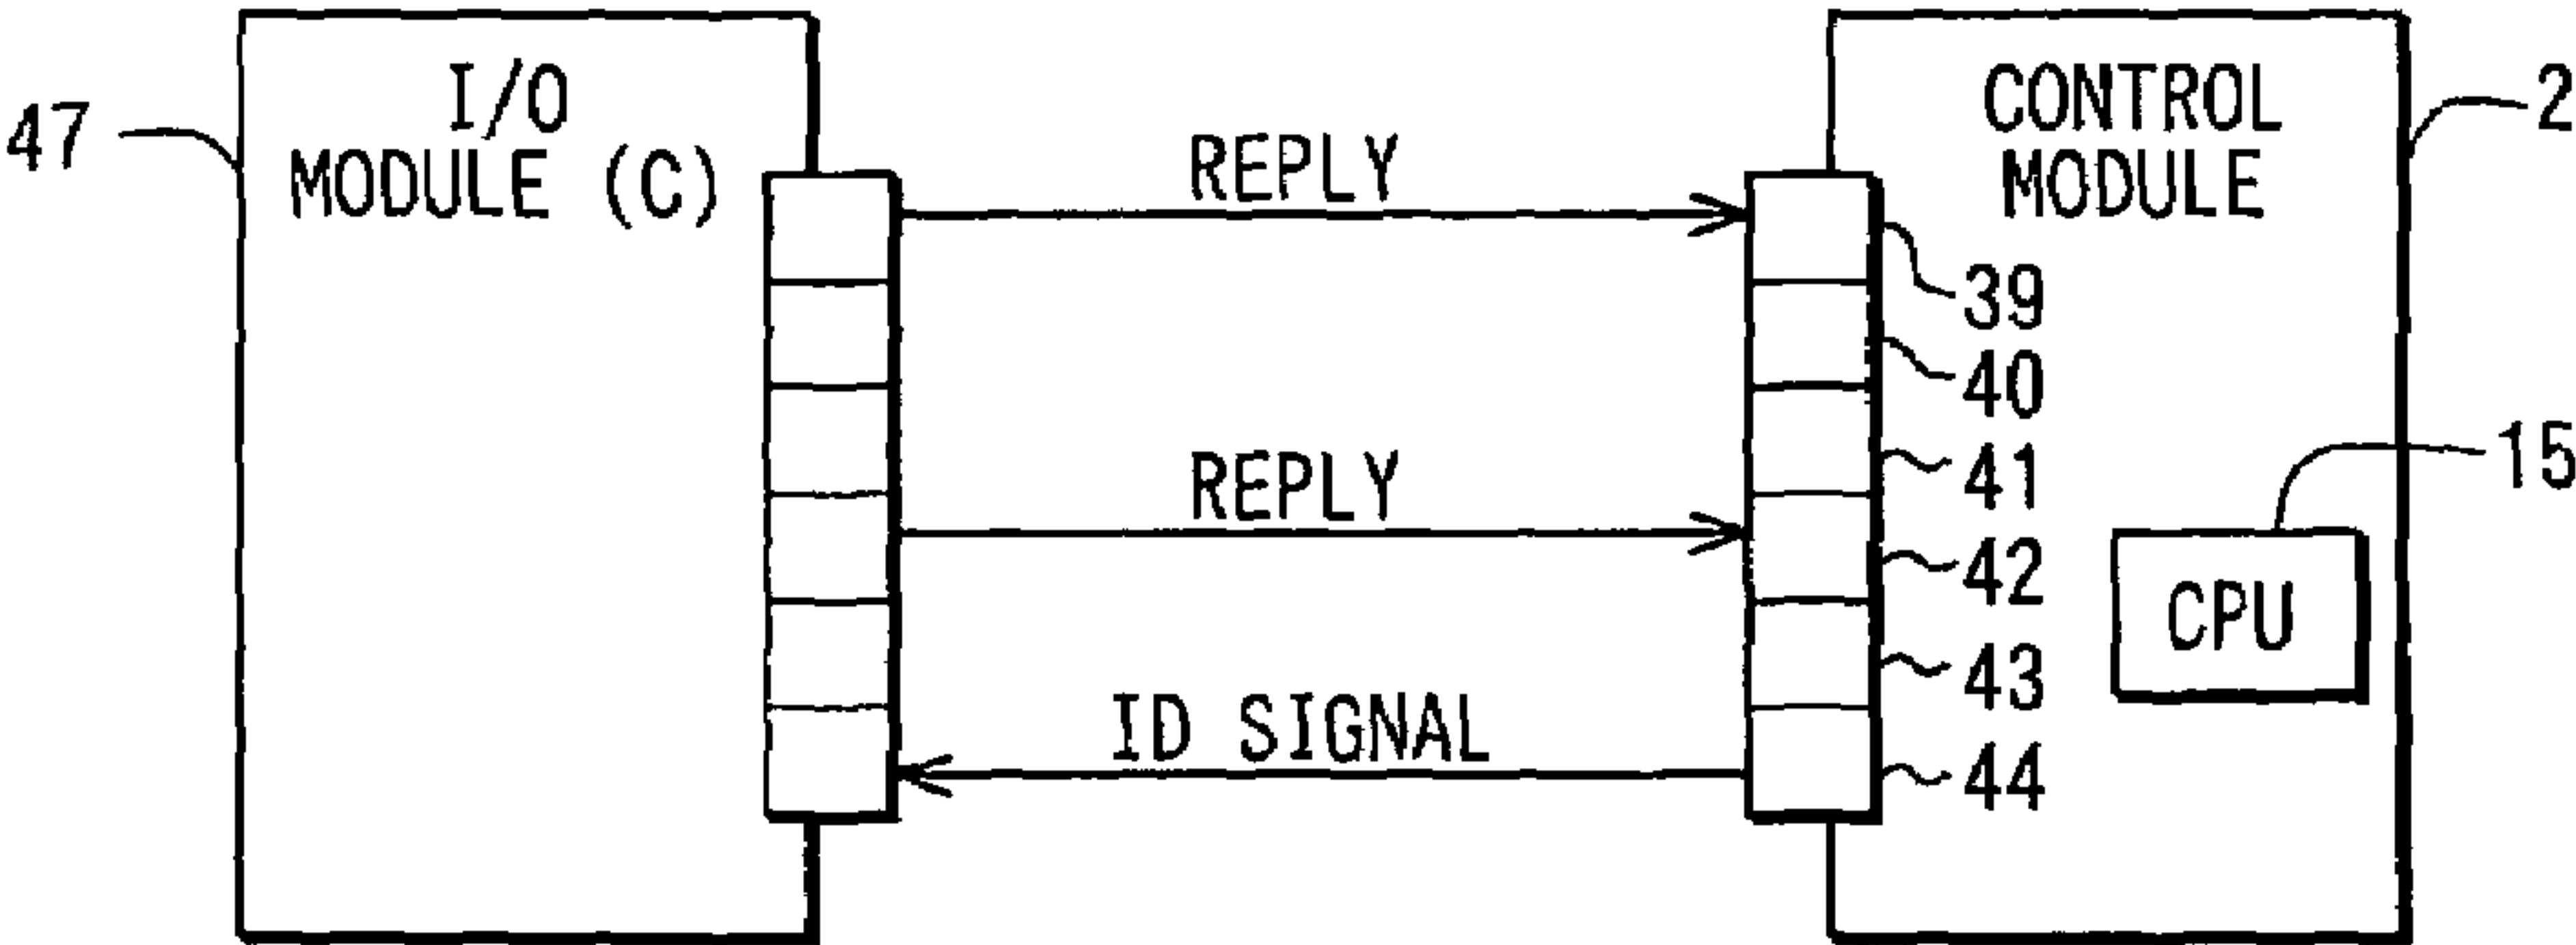 47
I/O
MODULE (C)
REPLY
REPLY
ID SIGNAL
CONTROL
MODULE
2
39
40
41
42
43
44
15
CPU